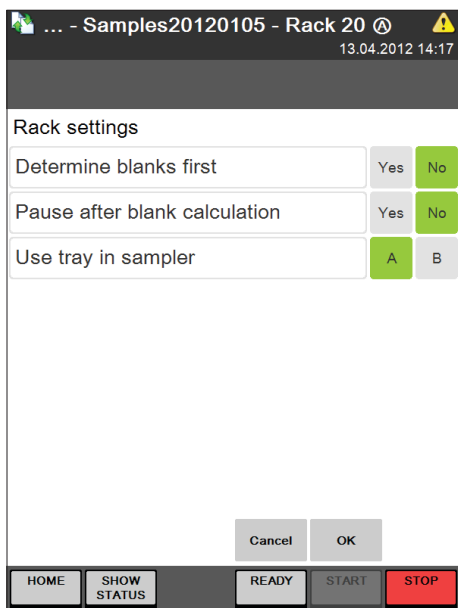 ... - Samples20120105 - Rack 20 Ⓐ
13.04.2012 14:17
Rack settings
Determine blanks first Yes No
Pause after blank calculation Yes No
Use tray in sampler A B
Cancel OK
HOME SHOW STATUS READY START STOP